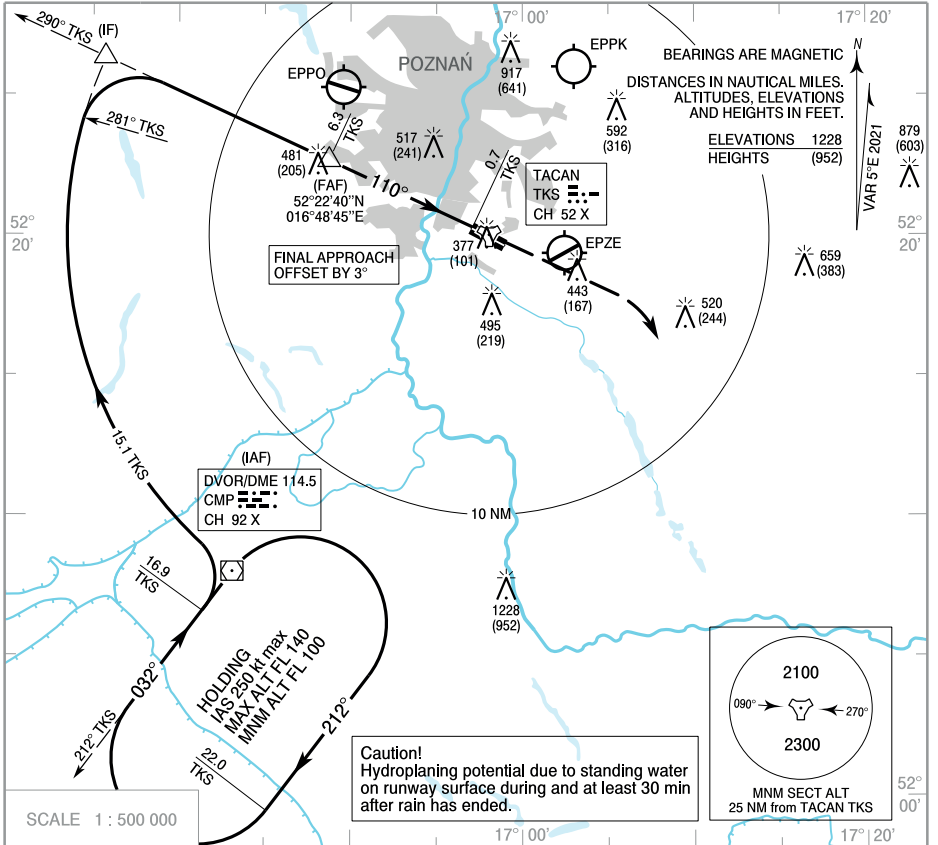 17° 00'
17° 20'
290° TKS
(IF)
EPPO
POZNAŃ
917
(641)
EPPK
BEARINGS ARE MAGNETIC
N
DISTANCES IN NAUTICAL MILES.
ALTITUDES, ELEVATIONS
AND HEIGHTS IN FEET.
ELEVATIONS 1228
HEIGHTS (952)
VAR 5°E 2021
879
(603)
592
(316)
281° TKS
6.3
TKS
517
(241)
481
(205)
(FAF)
52°22'40"N
016°48'45"E
110°
0.7
TKS
TACAN
TKS
CH 52 X
52°
20'
52°
20'
FINAL APPROACH
OFFSET BY 3°
377
(101)
EPZE
443
(167)
659
(383)
495
(219)
520
(244)
15.1 TKS
(IAF)
DVOR/DME 114.5
CMP
CH 92 X
10 NM
16.9
TKS
1228
(952)
032°
212° TKS
HOLDING
IAS 250 kt max
MAX ALT FL 140
MNM ALT FL 100
212°
22.0
TKS
2100
090°
270°
2300
MNM SECT ALT
25 NM from TACAN TKS
Caution!
Hydroplaning potential due to standing water
on runway surface during and at least 30 min
after rain has ended.
52°
00'
SCALE 1 : 500 000
17° 00'
17° 20'